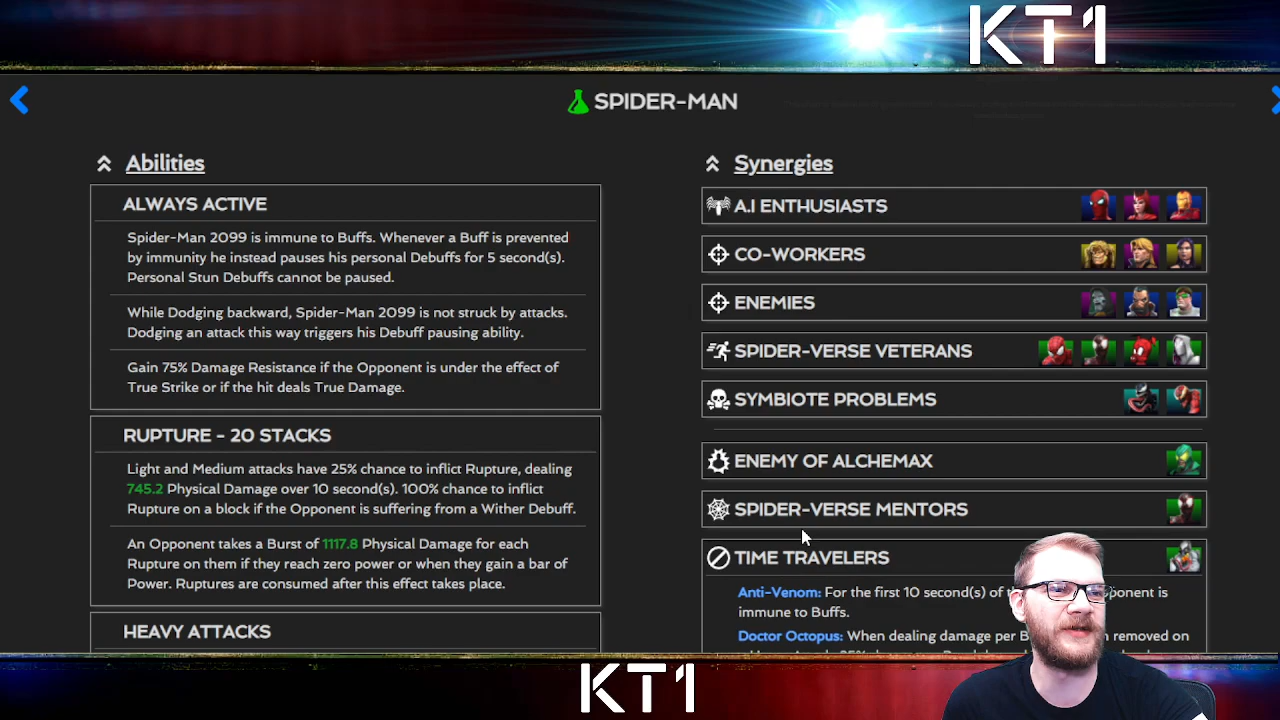 KT1
SPIDER-MAN
Abilities
ALWAYS ACTIVE
Spider-Man 2099 is immune to Buffs. Whenever a Buff is prevented
by immunity he instead pauses his personal Debuffs for 5 second(s).
Personal Stun Debuffs cannot be paused.
While Dodging backward, Spider-Man 2099 is not struck by attacks.
Dodging an attack this way triggers his Debuff pausing ability.
Gain 75% Damage Resistance if the Opponent is under the effect of
True Strike or if the hit deals True Damage.
RUPTURE - 20 STACKS
Light and Medium attacks have 25% chance to inflict Rupture, dealing
745.2 Physical Damage over 10 second(s). 100% chance to inflict
Rupture on a block if the Opponent is suffering from a Wither Debuff.
An Opponent takes a Burst of 1117.8 Physical Damage for each
Rupture on them if they reach zero power or when they gain a bar of
Power. Ruptures are consumed after this effect takes place.
HEAVY ATTACKS
Synergies
A.I ENTHUSIASTS
CO-WORKERS
ENEMIES
SPIDER-VERSE VETERANS
SYMBIOTE PROBLEMS
ENEMY OF ALCHEMAX
SPIDER-VERSE MENTORS
TIME TRAVELERS
Anti-Venom: For the first 10 second(s) of is
immune to Buffs.
Doctor Octopus: When dealing damage per removed on
KT1